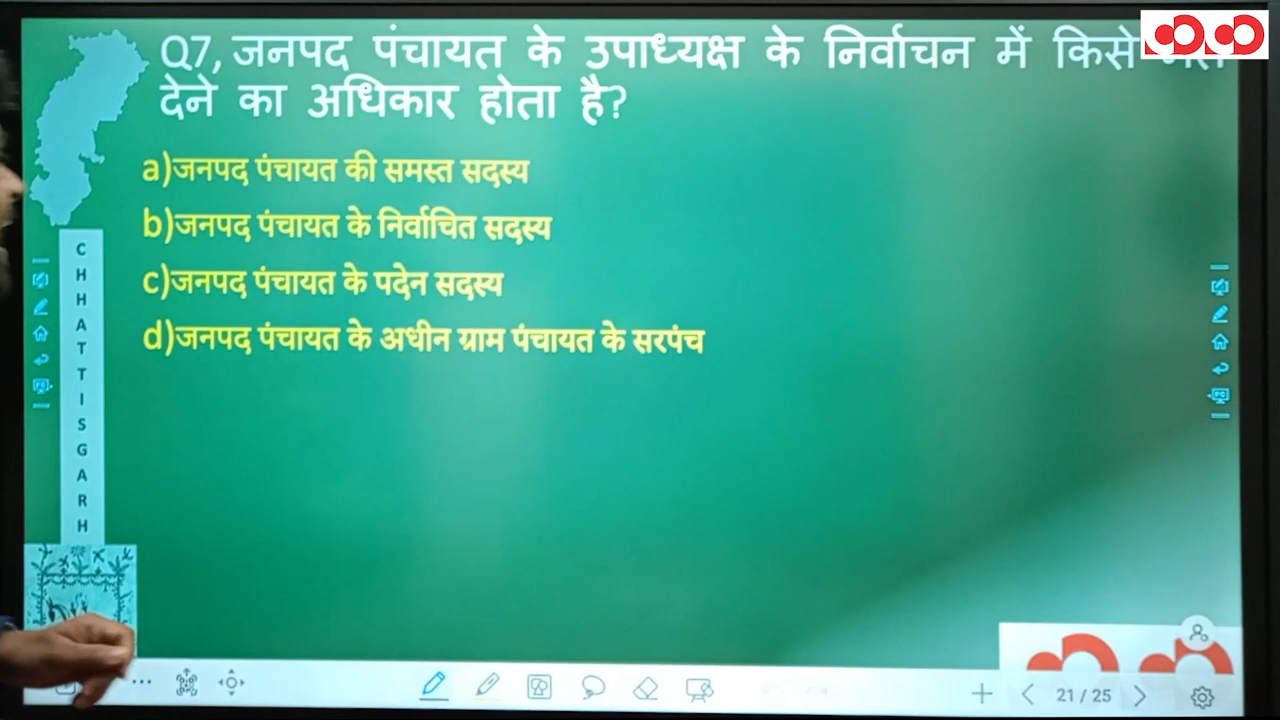 Q7, जनपद पंचायत के उपाध्यक्ष के निर्वाचन में किसे
देने का अधिकार होता है?
a)जनपद पंचायत की समस्त सदस्य
b)जनपद पंचायत के निर्वाचित सदस्य
c)जनपद पंचायत के पदेन सदस्य
d)जनपद पंचायत के अधीन ग्राम पंचायत के सरपंच
CHHATTISGARH
21 / 25